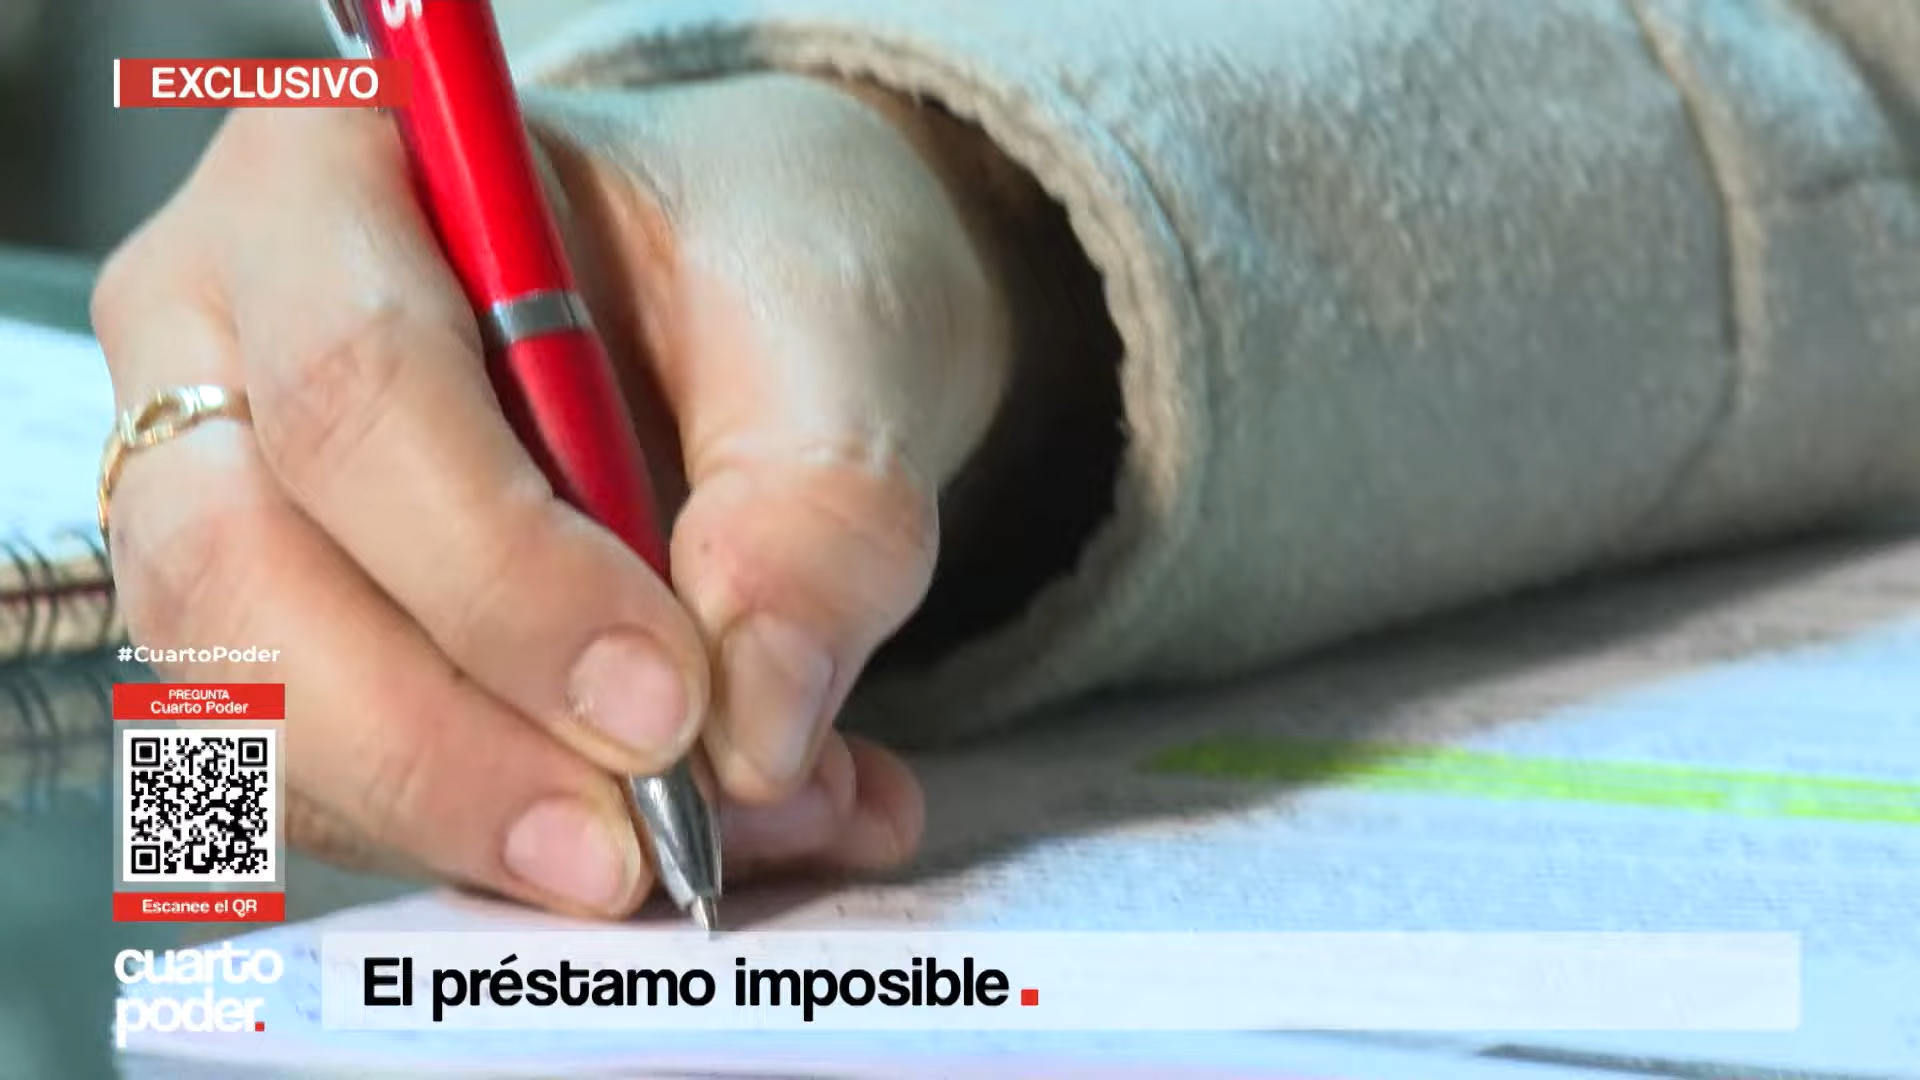 EXCLUSIVO
#CuartoPoder
PREGUNTA
Cuarto Poder
Escanee el QR
cuarto
poder.
El préstamo imposible.